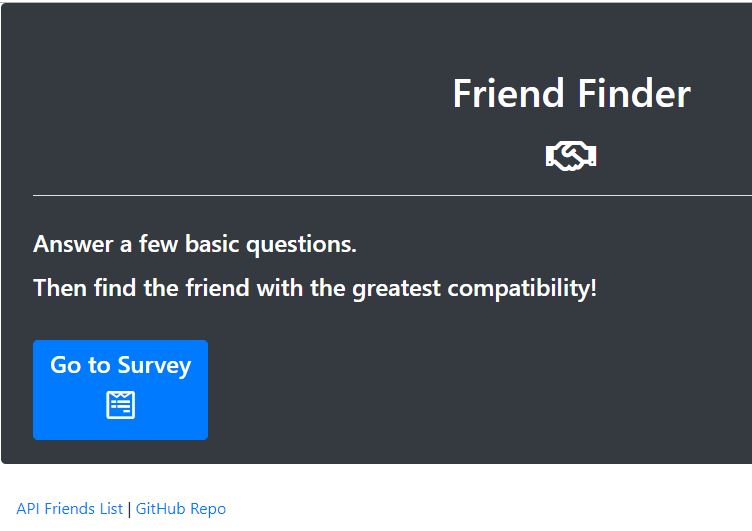 Friend Finder
Answer a few basic questions.
Then find the friend with the greatest compatibility!
Go to Survey
API Friends List | GitHub Repo